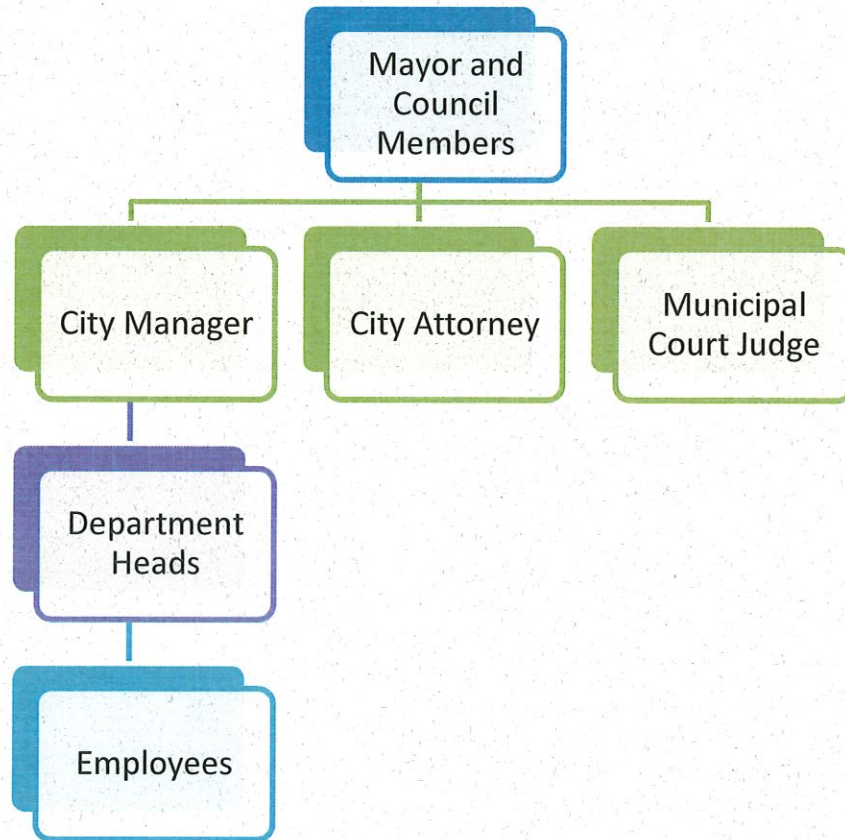 Mayor and
Council
Members
City Manager
City Attorney
Municipal
Court Judge
Department
Heads
Employees